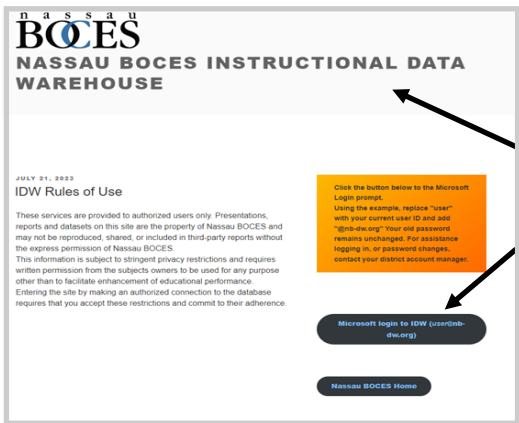 nassau
BOCES
NASSAU BOCES INSTRUCTIONAL DATA
WAREHOUSE
JULY 21, 2023
IDW Rules of Use
These services are provided to authorized users only. Presentations,
reports and datasets on this site are the property of Nassau BOCES and
may not be reproduced, shared, or included in third-party reports without
the express permission of Nassau BOCES.
This information is subject to stringent privacy restrictions and requires
written permission from the subjects owners to be used for any purpose
other than to facilitate enhancement of educational performance.
Entering the site by making an authorized connection to the database
requires that you accept these restrictions and commit to their adherence.
Click the button below to the Microsoft
Login prompt.
Using the example, replace "user"
with your current user ID and add
"@nb-dw.org" Your old password
remains unchanged. For assistance
logging in, or password changes,
contact your district account manager.
Microsoft login to IDW (user@nb-
dw.org)
Nassau BOCES Home